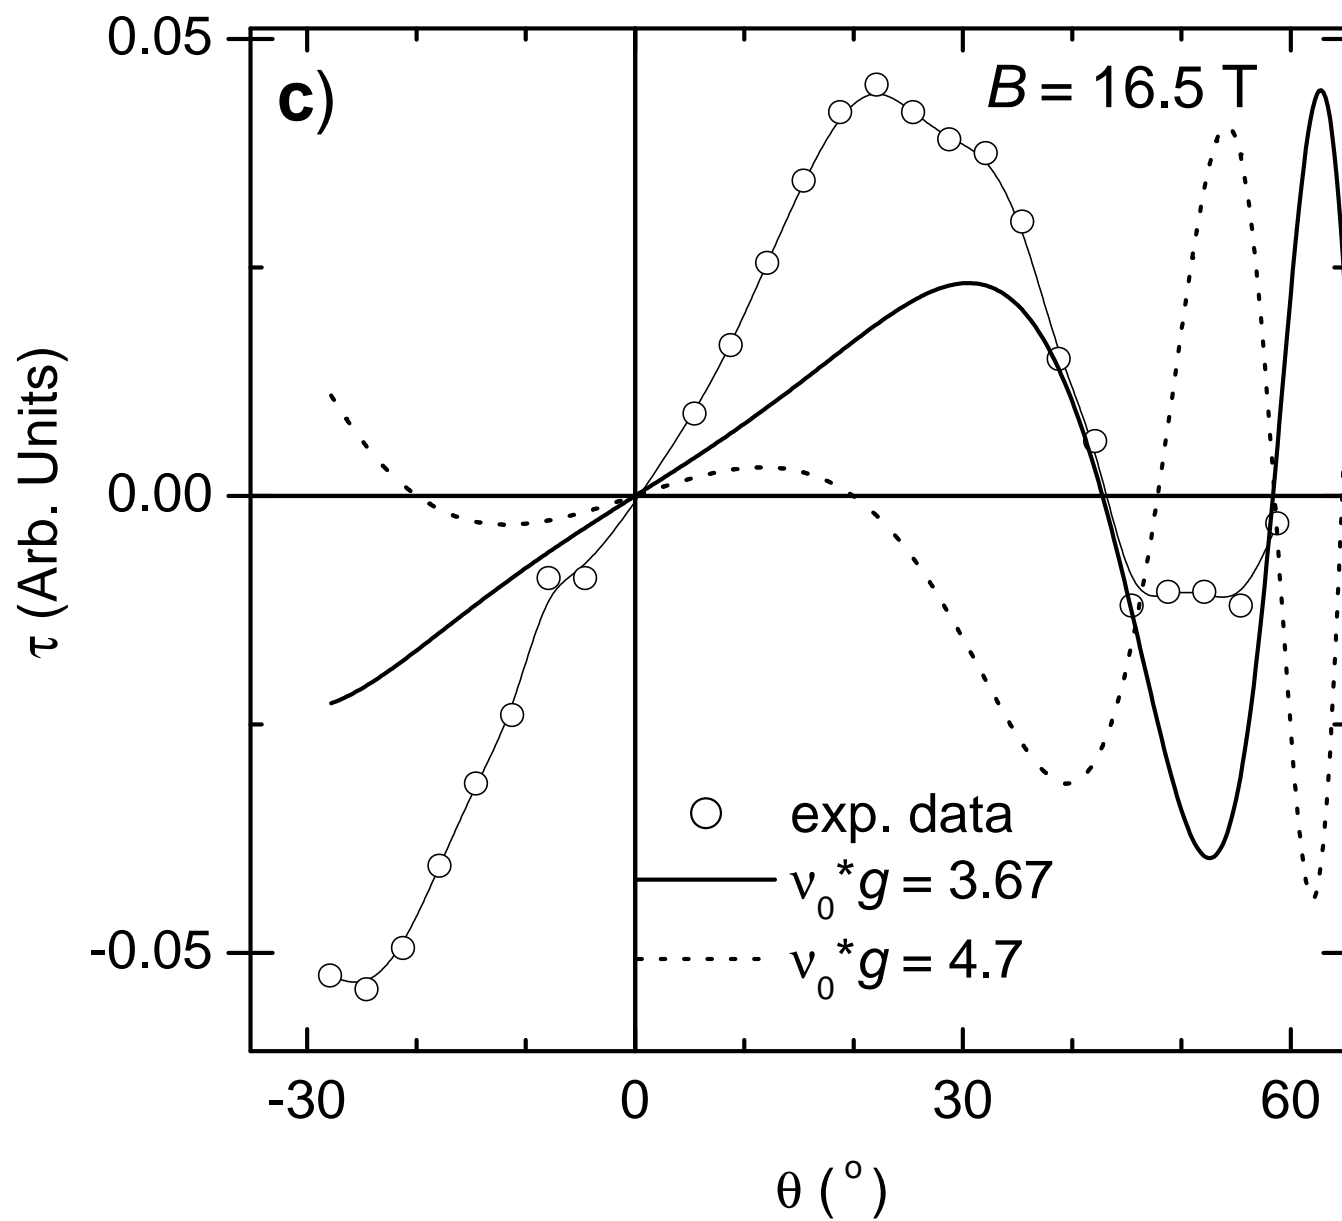 0.05
c)
B = 16.5 T
τ (Arb. Units)
0.00
exp. data
ν₀*g = 3.67
-0.05
ν₀*g = 4.7
-30 0 30 60
θ (°)